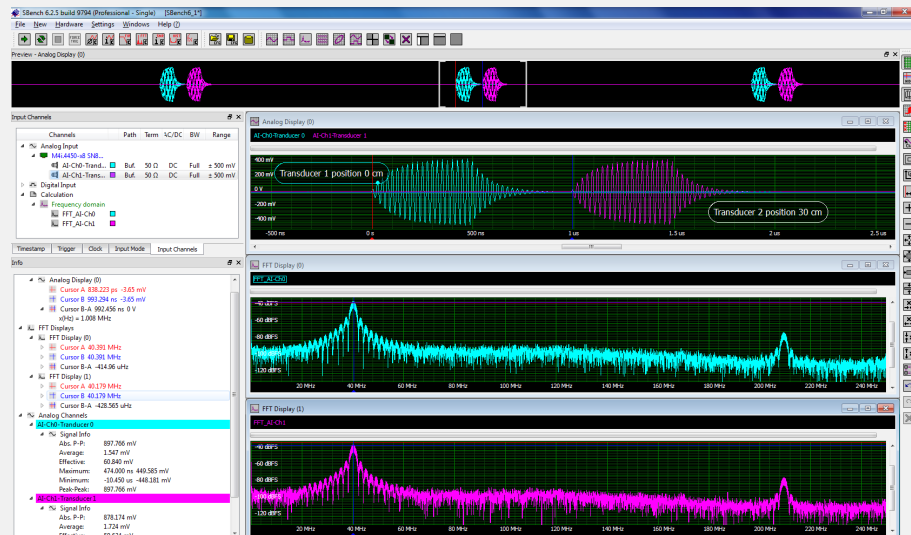 SBench 6.2.5 build 9794 (Professional - Single) [SBench6_1*]
File New Hardware Settings Windows Help (?)
Preview - Analog Display (0)
Input Channels
Channels Path Term AC/DC BW Range
Analog Input
M4i.4450-x8 SN8...
AI-Ch0-Trand... Buf. 50 Ω DC Full ± 500 mV
AI-Ch1-Trans... Buf. 50 Ω DC Full ± 500 mV
Digital Input
Calculation
Frequency domain
FFT_AI-Ch0
FFT_AI-Ch1
Timestamp Trigger Clock Input Mode Input Channels
Info
Analog Display (0)
Cursor A 838.223 ps -3.65 mV
Cursor B 993.294 ns -3.65 mV
Cursor B-A 992.456 ns 0 V
x(Hz) = 1.008 MHz
FFT Displays
FFT Display (0)
Cursor A 40.391 MHz
Cursor B 40.391 MHz
Cursor B-A -414.96 uHz
FFT Display (1)
Cursor A 40.179 MHz
Cursor B 40.179 MHz
Cursor B-A -428.565 uHz
Analog Channels
AI-Ch0-Tranducer 0
Signal Info
Abs. P-P: 897.766 mV
Average: 1.547 mV
Effective: 60.840 mV
Maximum: 474.000 ns 449.585 mV
Minimum: -10.450 us -448.181 mV
Peak-Peak: 897.766 mV
AI-Ch1-Transducer 1
Signal Info
Abs. P-P: 878.174 mV
Average: 1.724 mV
Analog Display (0)
AI-Ch0-Tranducer 0 AI-Ch1-Transducer 1
400 mV
200 mV
0 V
-200 mV
-400 mV
Transducer 1 position 0 cm
Transducer 2 position 30 cm
-500 ns 0 s 500 ns 1 us 1.5 us 2 us 2.5 us
FFT Display (0)
FFT_AI-Ch0
-40 dBFS
-60 dBFS
-80 dBFS
-100 dBFS
-120 dBFS
20 MHz 40 MHz 60 MHz 80 MHz 100 MHz 120 MHz 140 MHz 160 MHz 180 MHz 200 MHz 220 MHz 240 MHz
FFT Display (1)
FFT_AI-Ch1
-40 dBFS
-60 dBFS
-80 dBFS
-100 dBFS
-120 dBFS
20 MHz 40 MHz 60 MHz 80 MHz 100 MHz 120 MHz 140 MHz 160 MHz 180 MHz 200 MHz 220 MHz 240 MHz